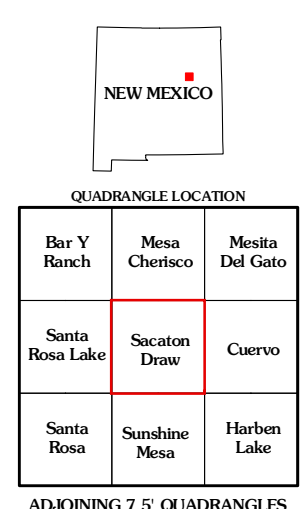 NEW MEXICO
QUADRANGLE LOCATION
Bar Y
Ranch
Mesa
Cherisco
Mesita
Del Gato
Santa
Rosa Lake
Sacaton
Draw
Cuervo
Santa
Rosa
Sunshine
Mesa
Harben
Lake
ADJOINING 7.5' QUADRANGLES